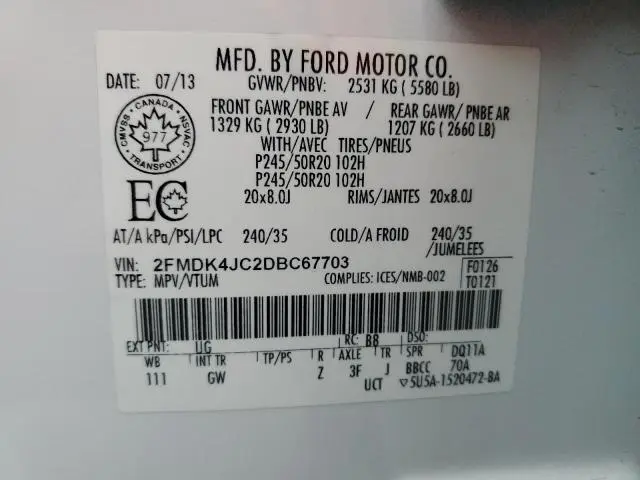 MFD. BY FORD MOTOR CO.
DATE: 07/13 GVWR/PNBV: 2531 KG ( 5580 LB)
FRONT GAWR/PNBE AV / REAR GAWR/ PNBE AR
1329 KG ( 2930 LB) 1207 KG ( 2660 LB)
WITH/AVEC TIRES/PNEUS
P245/50R20 102H
P245/50R20 102H
20x8.0J RIMS/JANTES 20x8.0J
CANADA
CMVSS NSVAC
977
TRANSPORT
EC
AT/A kPa/PSI/LPC 240/35 COLD/A FROID 240/35
/JUMELEES
VIN: 2FMDK4JC2DBC67703 F0126
TYPE: MPV/VTUM COMPLIES: ICES/NMB-002 T0121
EXT PNT: UG RC: B8 DSO:
WB INT TR TP/PS R AXLE TR SPR DQ11A
111 GW Z 3F J BBCC 70A
UCT ▽5U5A-1520472-BA